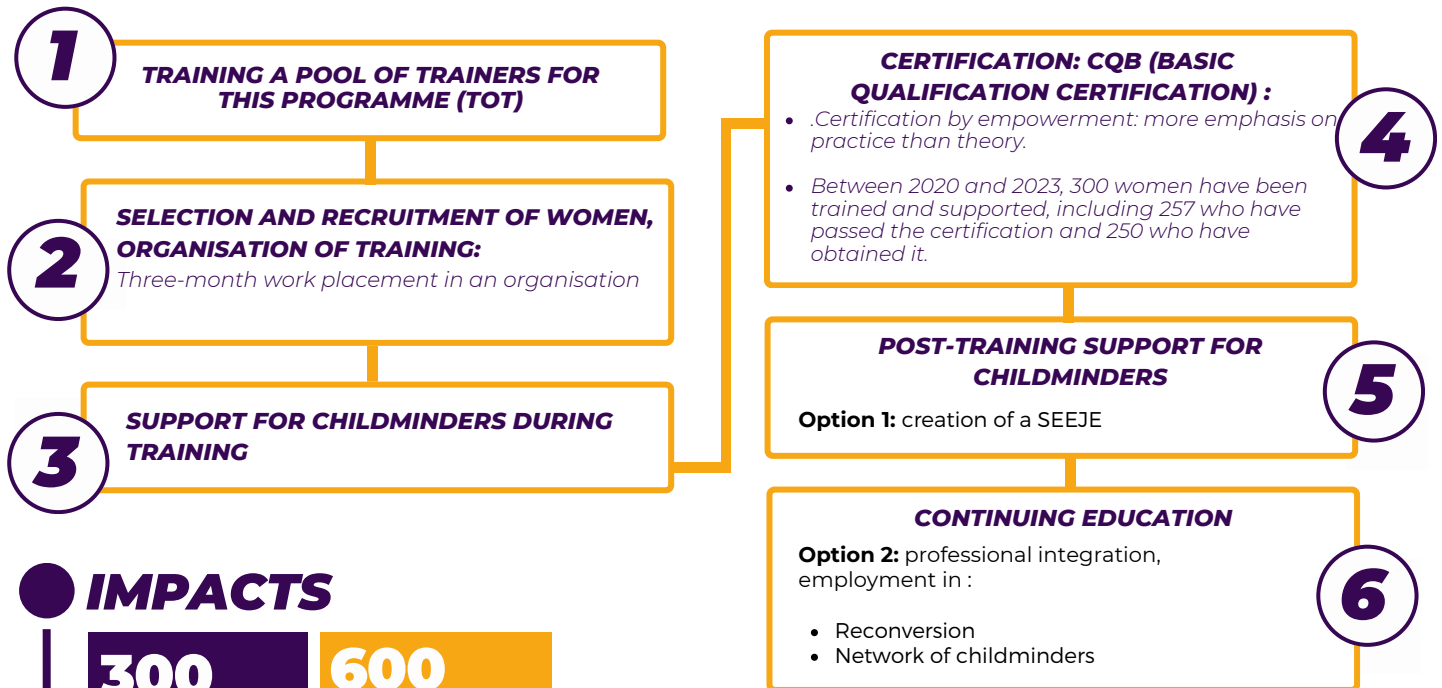 1
TRAINING A POOL OF TRAINERS FOR
THIS PROGRAMME (TOT)
2
SELECTION AND RECRUITMENT OF WOMEN,
ORGANISATION OF TRAINING:
Three-month work placement in an organisation
3
SUPPORT FOR CHILDMINDERS DURING
TRAINING
CERTIFICATION: CQB (BASIC
QUALIFICATION CERTIFICATION) :
• .Certification by empowerment: more emphasis on
practice than theory.
• Between 2020 and 2023, 300 women have been
trained and supported, including 257 who have
passed the certification and 250 who have
obtained it.
4
POST-TRAINING SUPPORT FOR
CHILDMINDERS
Option 1: creation of a SEEJE
5
CONTINUING EDUCATION
Option 2: professional integration,
employment in :
• Reconversion
• Network of childminders
6
IMPACTS
300
600